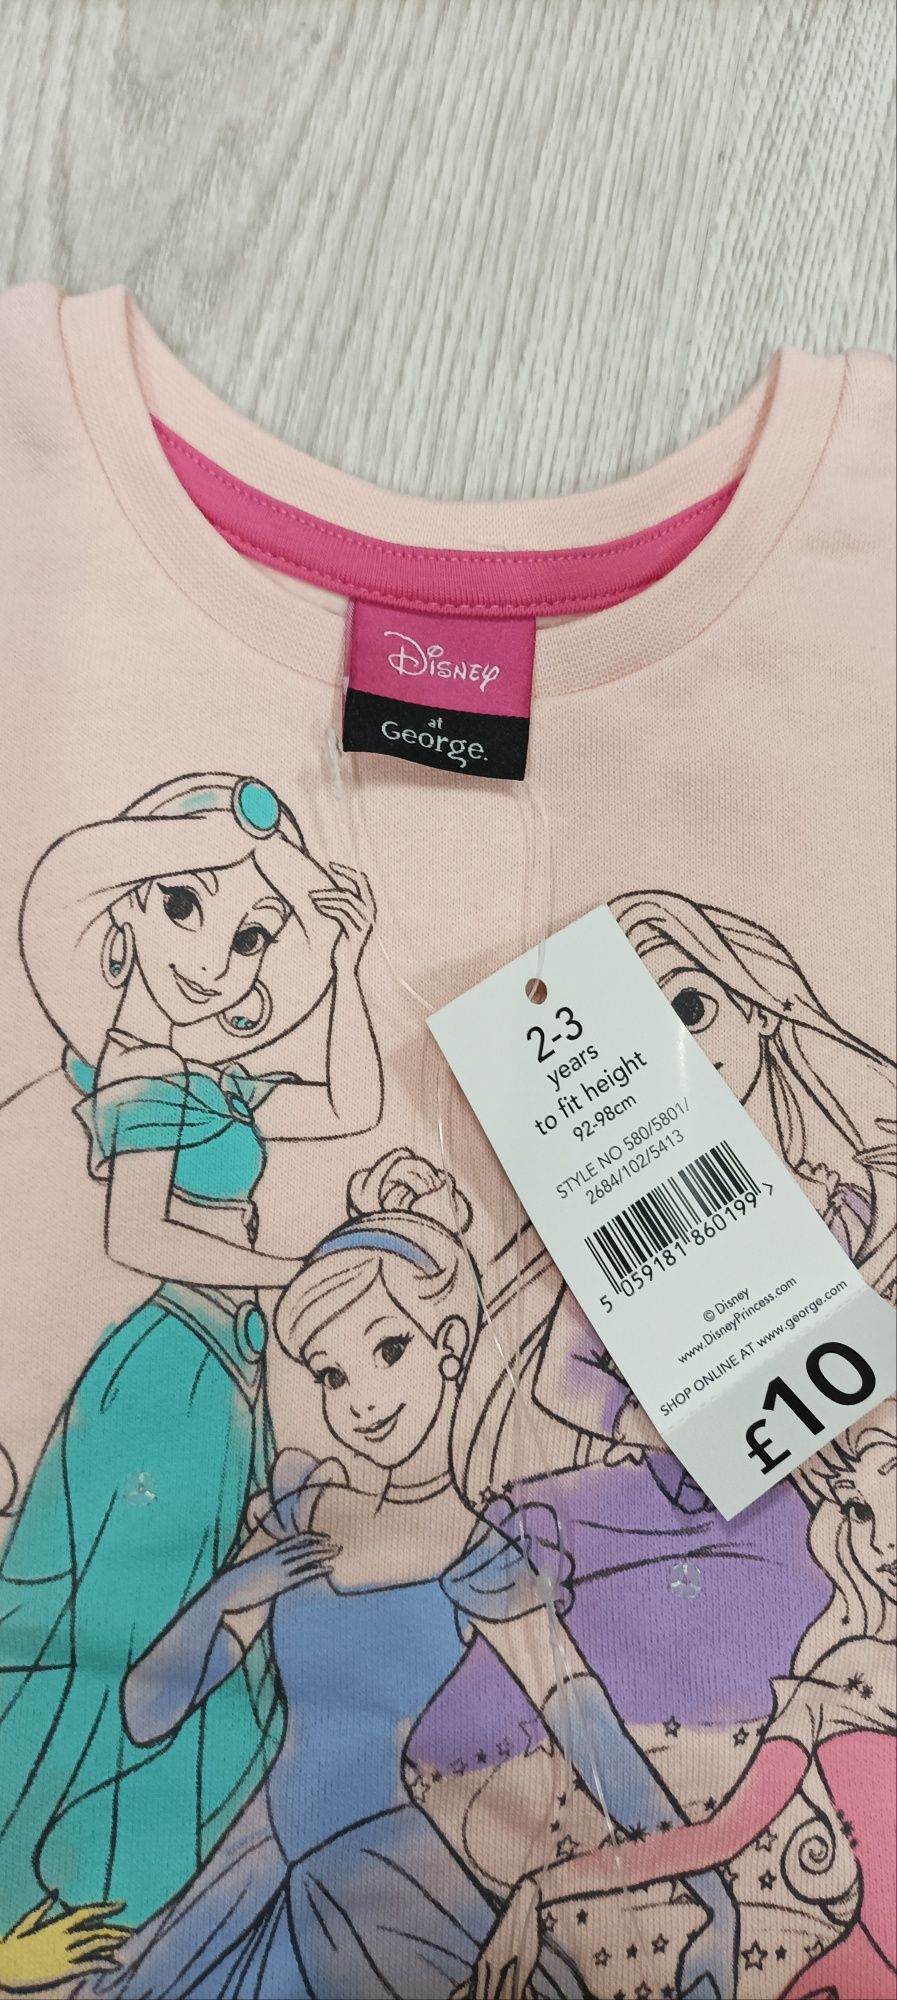 Disney
at
George.
2-3
years
to fit height
92-98cm
STYLE NO 580/5801/
2684/102/5413
5 059181 860199 >
© Disney
www.DisneyPrincess.com
SHOP ONLINE AT www.george.com
£10